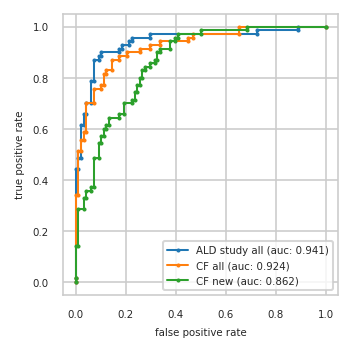 1.0
0.8
0.6
0.4
0.2
0.0
true positive rate
ALD study all (auc: 0.941)
CF all (auc: 0.924)
CF new (auc: 0.862)
0.0 0.2 0.4 0.6 0.8 1.0
false positive rate